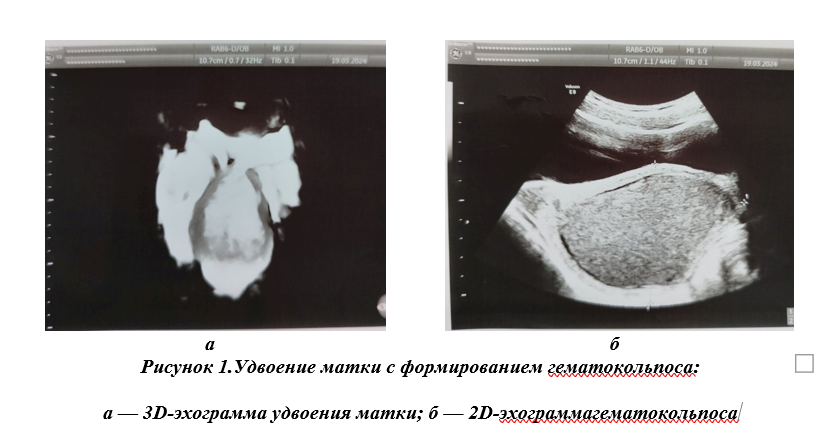 RAB6-D/OB MI 1.0
10.7cm / 0.7 / 32Hz TIb 0.1 19.03.2024
RAB6-D/OB MI 1.0
10.7cm / 1.1 / 44Hz TIb 0.1 19.03.2024
а
б
Рисунок 1.Удвоение матки с формированием гематокольпоса:
а — 3D-эхограмма удвоения матки; б — 2D-эхограммагематокольпоса